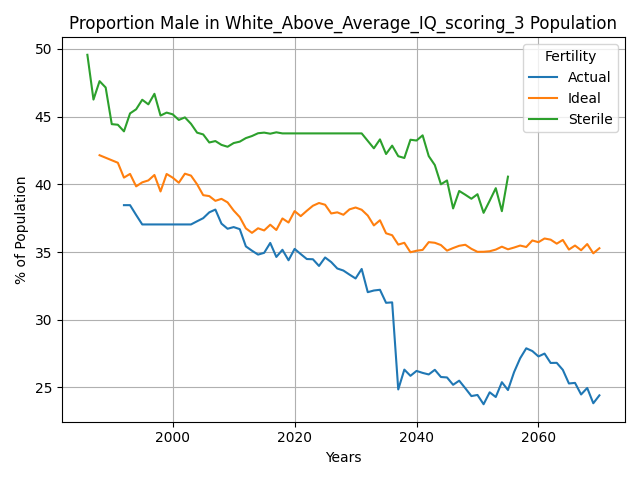 Proportion Male in White_Above_Average_IQ_scoring_3 Population
% of Population
50
45
40
35
30
25
Fertility
Actual
Ideal
Sterile
2000 2020 2040 2060
Years